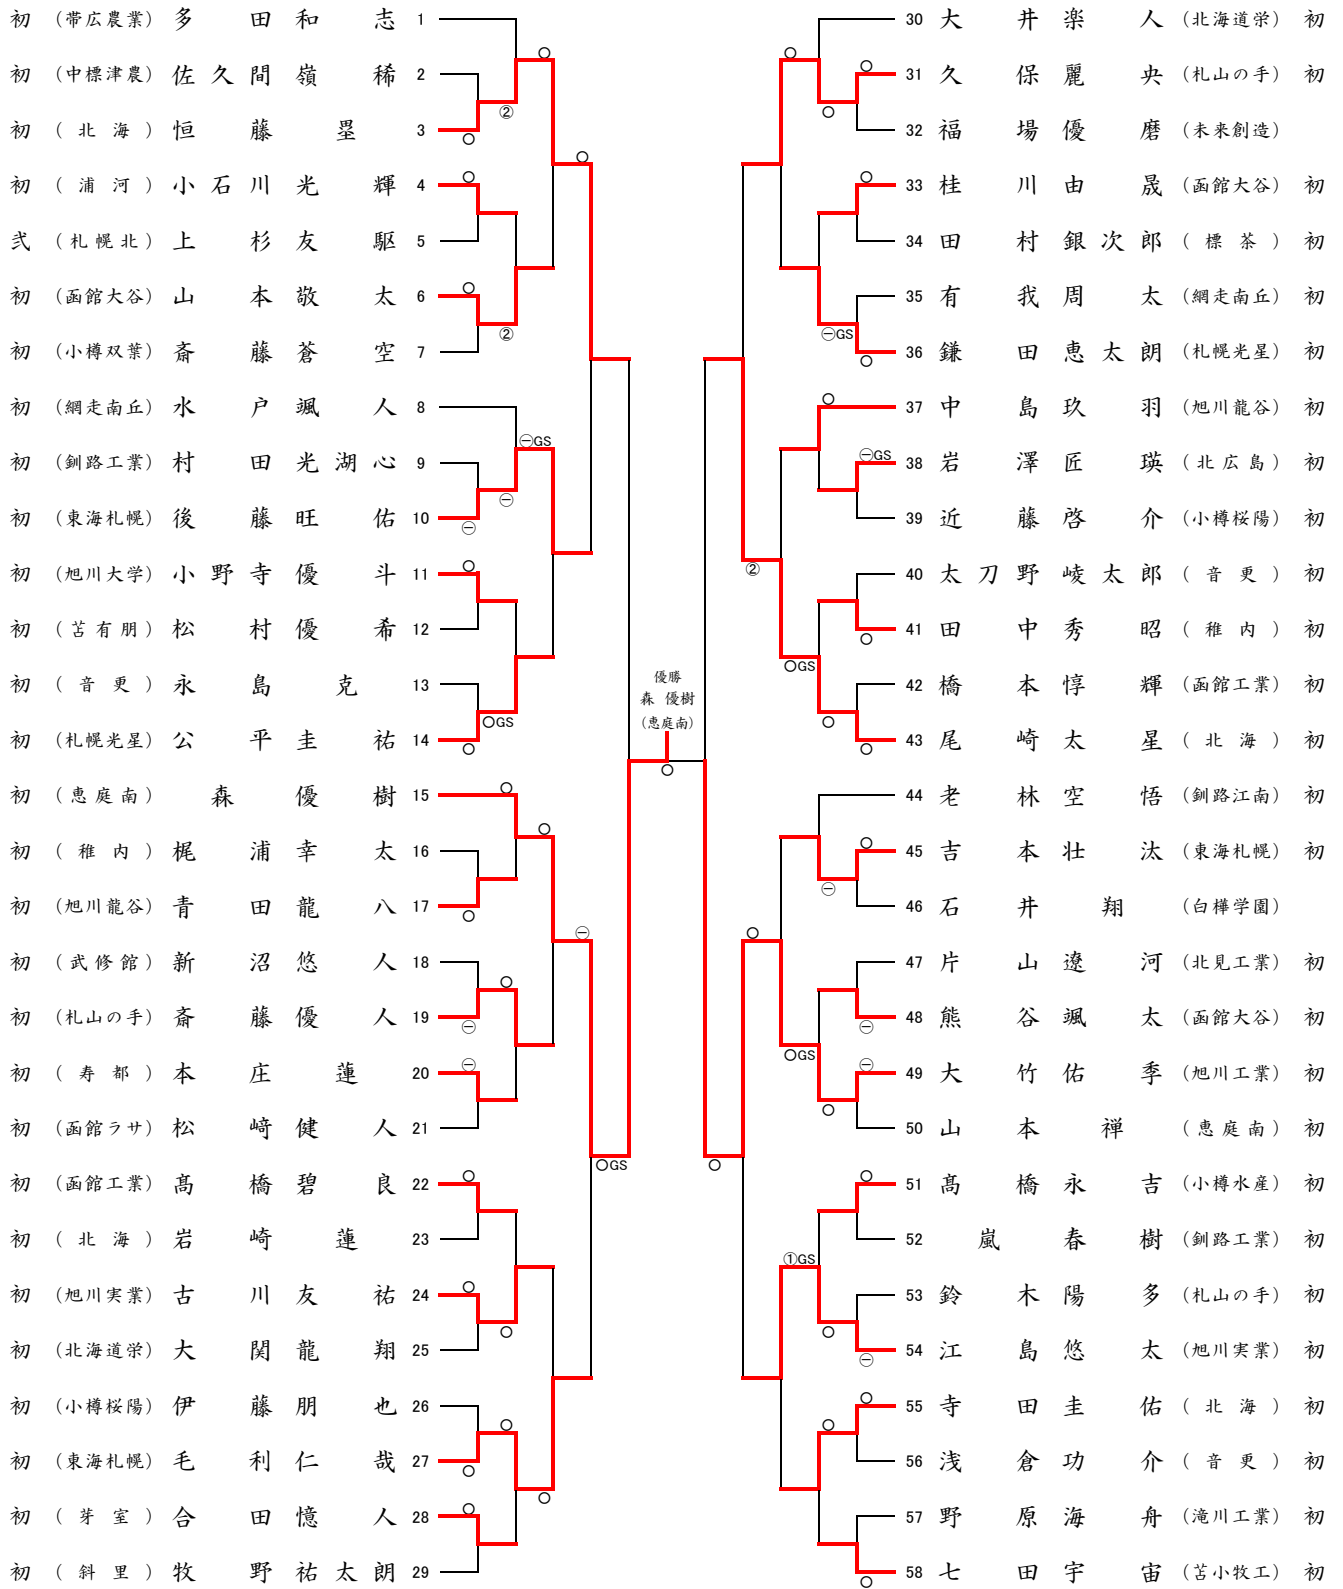 初 (帯広農業) 多田和志 1
初 (中標津農) 佐久間嶺稀 2
②
初 (北海) 恒藤塁 3
初 (浦河) 小石川光輝 4
弐 (札幌北) 上杉友駆 5
初 (函館大谷) 山本敬太 6
②
初 (小樽双葉) 斎藤蒼空 7
初 (網走南丘) 水戸颯人 8
㊀GS
初 (釧路工業) 村田光湖心 9
㊀
初 (東海札幌) 後藤旺佑 10
㊀
初 (旭川大学) 小野寺優斗 11
初 (苫有朋) 松村優希 12
初 (音更) 永島克 13
○GS
初 (札幌光星) 公平圭祐 14
初 (恵庭南) 森優樹 15
初 (稚内) 梶浦幸太 16
初 (旭川龍谷) 青田龍八 17
㊀
初 (武修館) 新沼悠人 18
初 (札山の手) 斎藤優人 19
㊀
㊀
初 (寿都) 本庄蓮 20
初 (函館ラサ) 松﨑健人 21
○GS
初 (函館工業) 髙橋碧良 22
初 (北海) 岩崎蓮 23
初 (旭川実業) 古川友祐 24
初 (北海道栄) 大関龍翔 25
初 (小樽桜陽) 伊藤朋也 26
初 (東海札幌) 毛利仁哉 27
初 (芽室) 合田憶人 28
初 (斜里) 牧野祐太朗 29
優勝
森 優樹
(恵庭南)
30 大井楽人 (北海道栄) 初
31 久保麗央 (札山の手) 初
32 福場優磨 (未来創造)
33 桂川由晟 (函館大谷) 初
34 田村銀次郎 (標茶) 初
35 有我周太 (網走南丘) 初
㊀GS
36 鎌田恵太朗 (札幌光星) 初
37 中島玖羽 (旭川龍谷) 初
㊀GS
38 岩澤匠瑛 (北広島) 初
39 近藤啓介 (小樽桜陽) 初
②
40 太刀野崚太郎 (音更) 初
41 田中秀昭 (稚内) 初
○GS
42 橋本惇輝 (函館工業) 初
43 尾崎太星 (北海) 初
44 老林空悟 (釧路江南) 初
45 吉本壮汰 (東海札幌) 初
㊀
46 石井翔 (白樺学園)
47 片山遼河 (北見工業) 初
48 熊谷颯太 (函館大谷) 初
㊀
○GS
㊀
49 大竹佑季 (旭川工業) 初
50 山本禅 (恵庭南) 初
51 髙橋永吉 (小樽水産) 初
52 嵐春樹 (釧路工業) 初
①GS
53 鈴木陽多 (札山の手) 初
54 江島悠太 (旭川実業) 初
㊀
55 寺田圭佑 (北海) 初
56 浅倉功介 (音更) 初
57 野原海舟 (滝川工業) 初
58 七田宇宙 (苫小牧工) 初